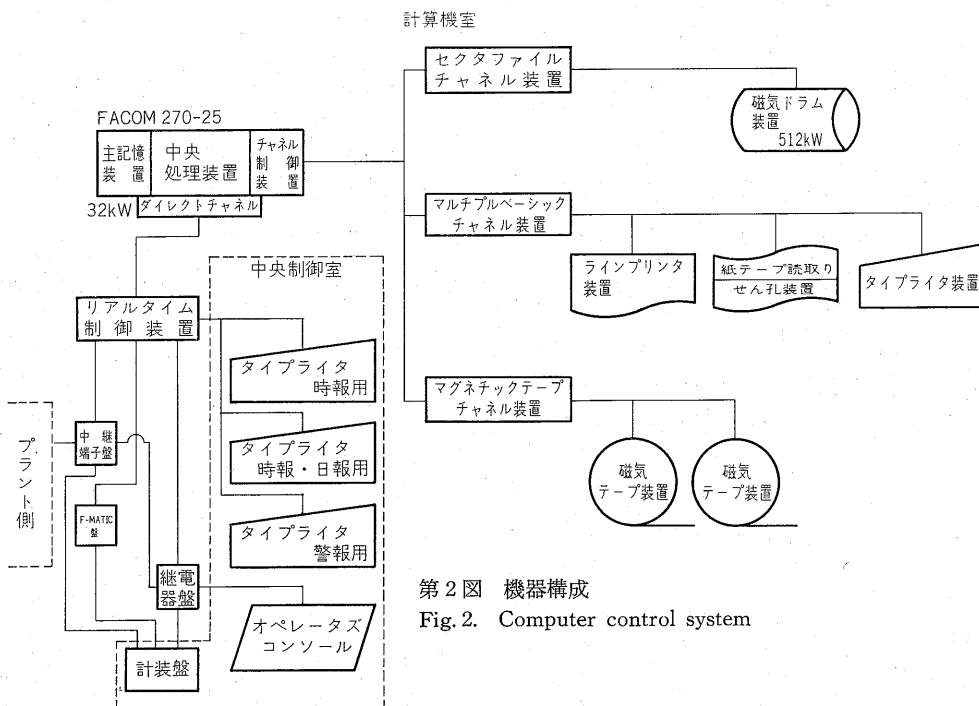 計算機室
セクタファイル
チャネル装置
磁気ドラム
装置
512kW
FACOM 270-25
主記憶
装置
中央
処理装置
チャネル
制御
装置
32kW
ダイレクトチャネル
マルチプルベーシック
チャネル装置
ラインプリンタ
装置
紙テープ読取り
せん孔装置
タイプライタ装置
中央制御室
リアルタイム
制御装置
タイプライタ
時報用
マグネチックテープ
チャネル装置
プラント側
中継
端子盤
タイプライタ
時報・日報用
磁気
テープ装置
磁気
テープ装置
F-MATIC
盤
タイプライタ
警報用
継電
器盤
オペレータズ
コンソール
計装盤
第2図 機器構成
Fig. 2. Computer control system